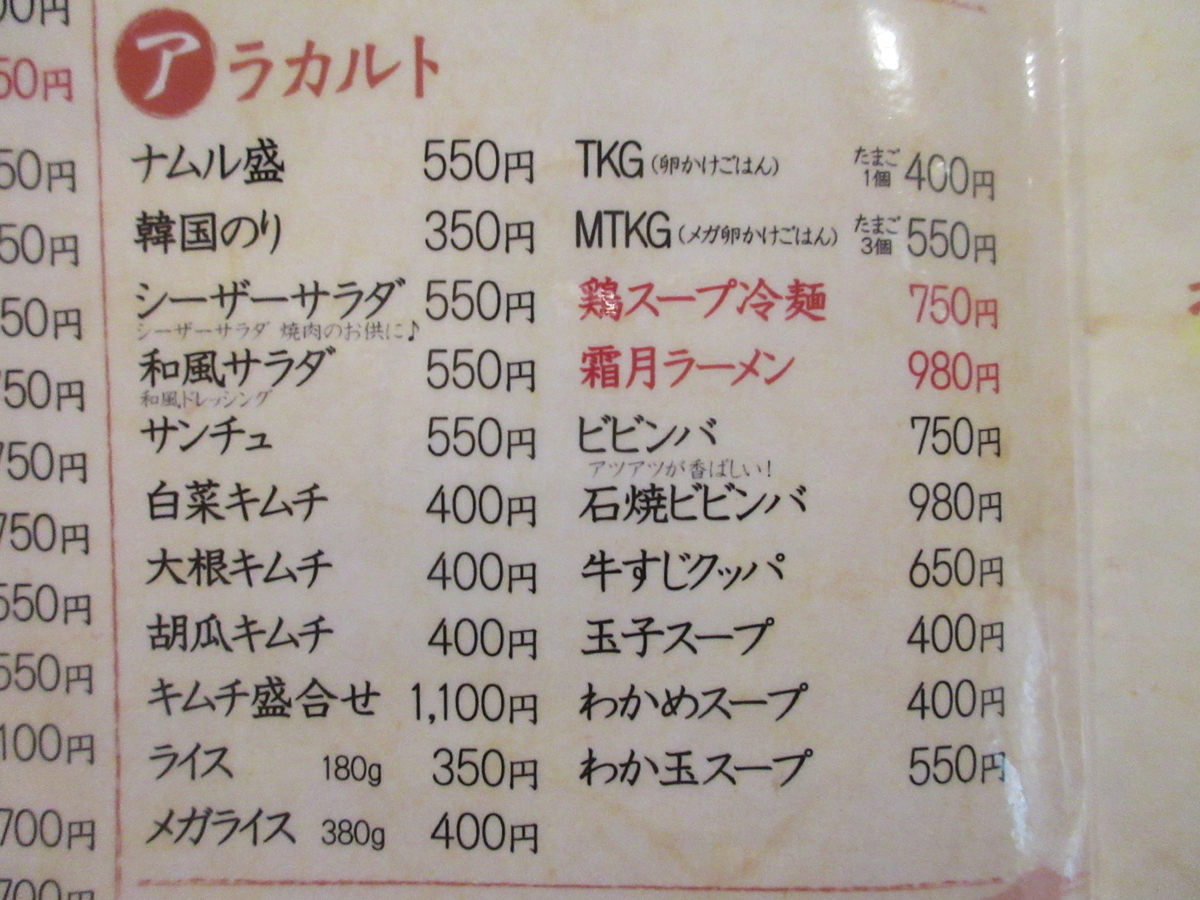 アラカルト
ナムル盛 550円
韓国のり 350円
シーザーサラダ 550円
シーザーサラダ 焼肉のお供に♪
和風サラダ 550円
和風ドレッシング
サンチュ 550円
白菜キムチ 400円
大根キムチ 400円
胡瓜キムチ 400円
キムチ盛合せ 1,100円
ライス 180g 350円
メガライス 380g 400円
TKG(卵かけごはん) たまご1個 400円
MTKG(メガ卵かけごはん) たまご3個 550円
鶏スープ冷麺 750円
霜月ラーメン 980円
ビビンバ 750円
アツアツが香ばしい!
石焼ビビンバ 980円
牛すじクッパ 650円
玉子スープ 400円
わかめスープ 400円
わか玉スープ 550円